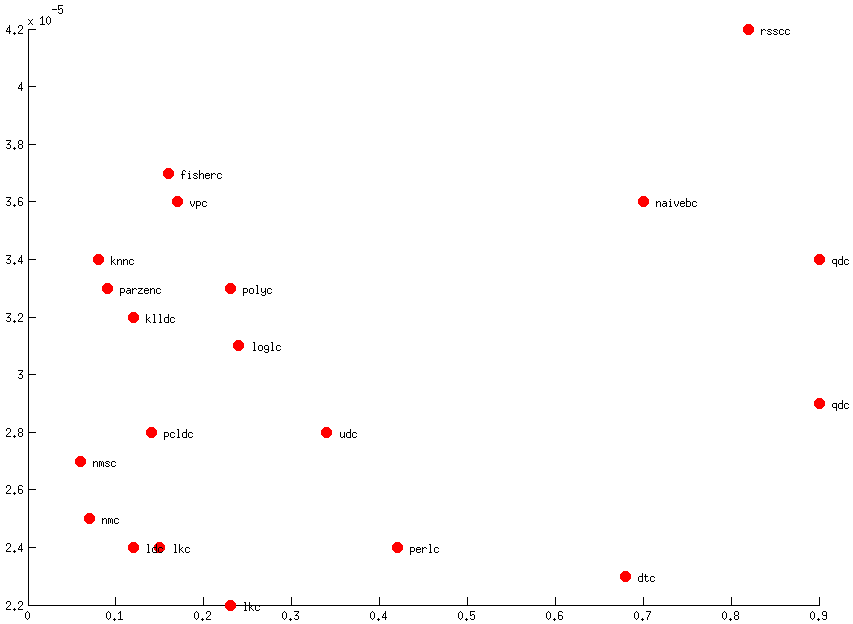 x 10
-5
4.2
rsscc
4
3.8
fisherc
3.6
vpc
naivebc
3.4
knnc
qdc
parzenc
polyc
3.2
klldc
loglc
3
qdc
2.8
pcldc
udc
nmsc
2.6
nmc
2.4
ldc
lkc
perlc
dtc
2.2
lkc
0
0.1
0.2
0.3
0.4
0.5
0.6
0.7
0.8
0.9